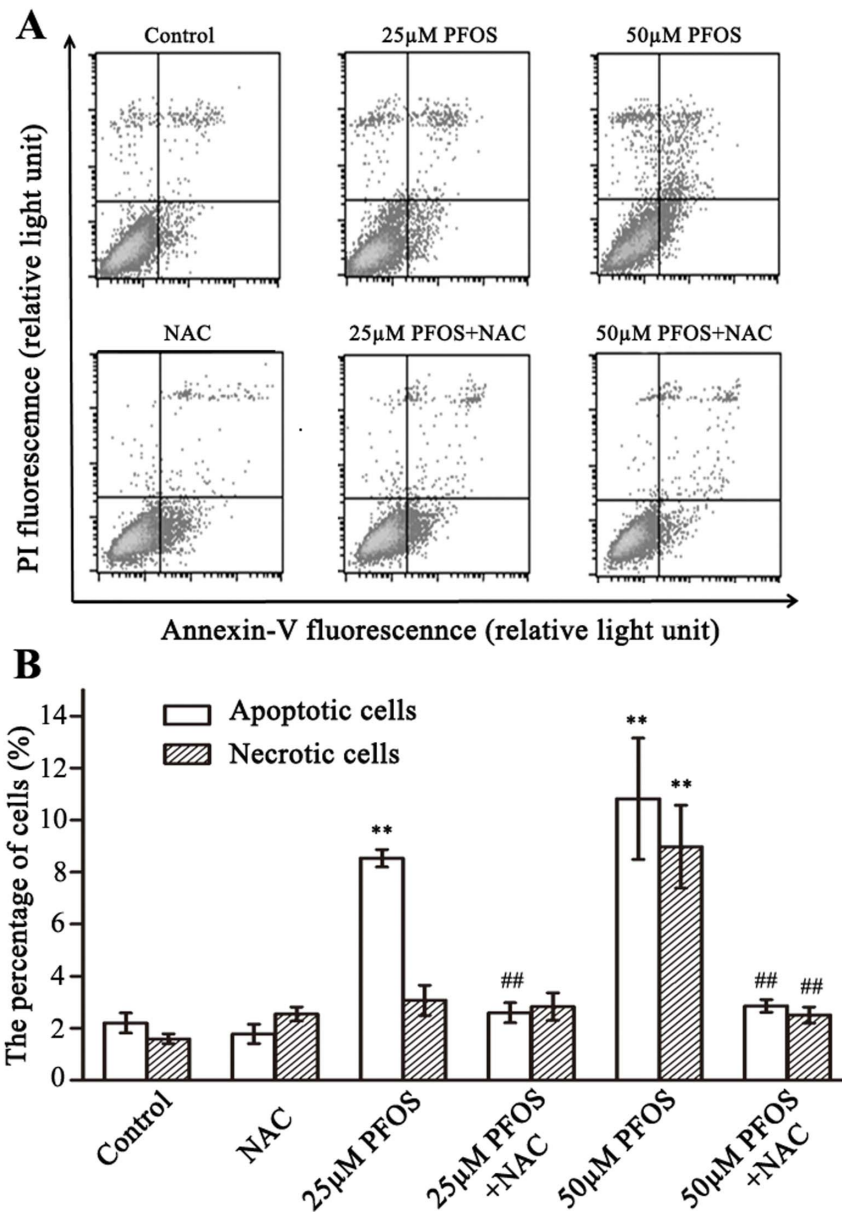 A
Control
25µM PFOS
50µM PFOS
PI fluorescennce (relative light unit)
NAC
25µM PFOS+NAC
50µM PFOS+NAC
Annexin-V fluorescennce (relative light unit)
B
The percentage of cells (%)
14
12
10
8
6
4
2
0
Apoptotic cells
Necrotic cells
**
##
**
**
##
##
Control
NAC
25µM PFOS
25µM PFOS
+NAC
50µM PFOS
50µM PFOS
+NAC